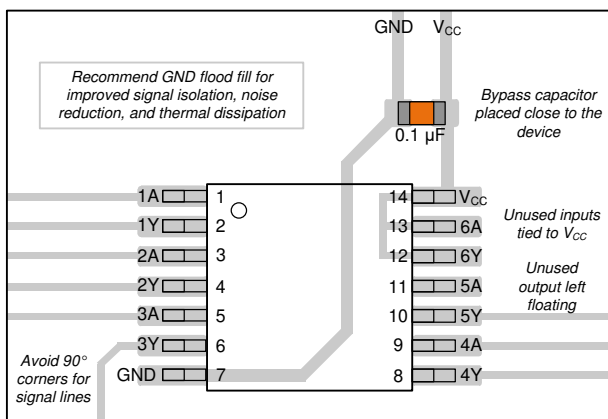 GND V_CC
Recommend GND flood fill for
improved signal isolation, noise
reduction, and thermal dissipation
Bypass capacitor
placed close to the
device
0.1 µF
1A 1 14 V_CC
1Y 2 13 6A
2A 3 12 6Y
2Y 4 11 5A
3A 5 10 5Y
3Y 6 9 4A
GND 7 8 4Y
Unused inputs
tied to V_CC
Unused
output left
floating
Avoid 90°
corners for
signal lines